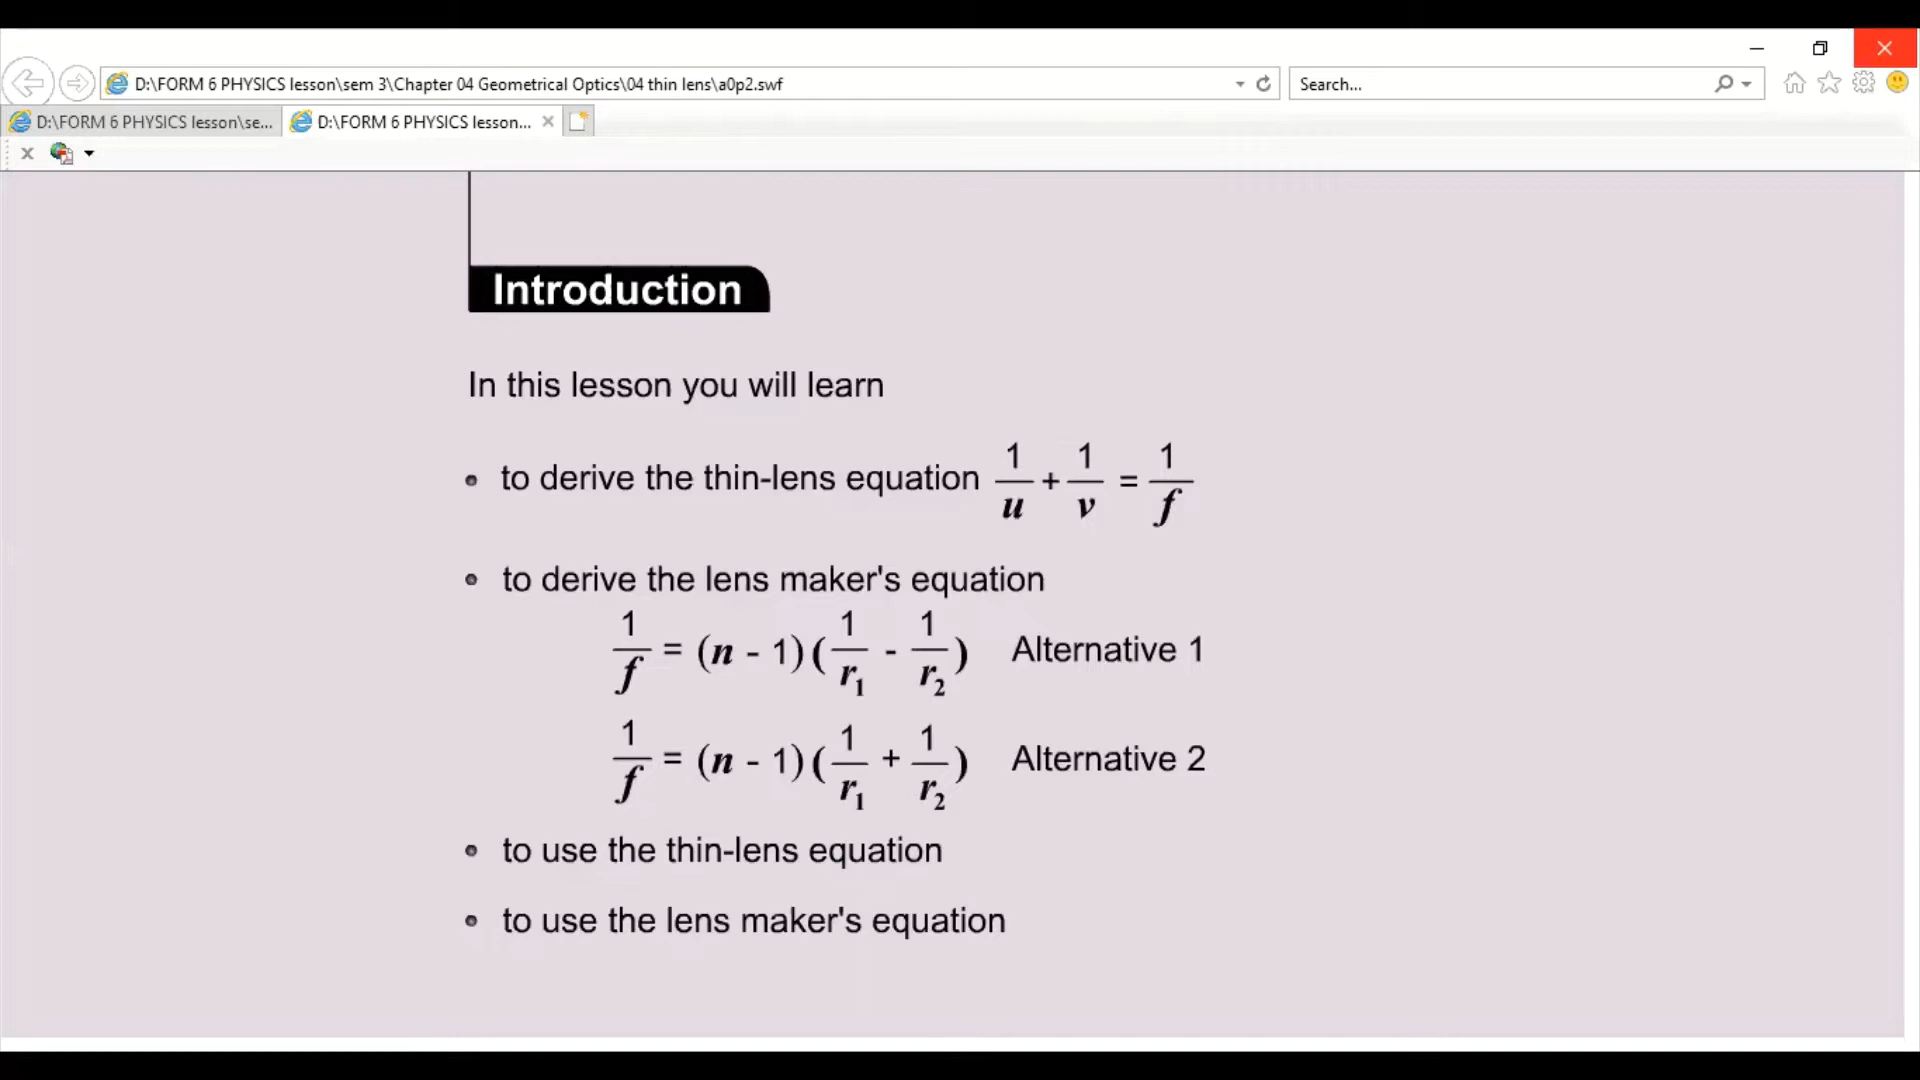 D:\FORM 6 PHYSICS lesson\sem 3\Chapter 04 Geometrical Optics\04 thin lens\a0p2.swf
Search...
D:\FORM 6 PHYSICS lesson\se...
D:\FORM 6 PHYSICS lesson...
Introduction
In this lesson you will learn
• to derive the thin-lens equation 1/u + 1/v = 1/f
• to derive the lens maker's equation
1/f = (n - 1)(1/r₁ - 1/r₂) Alternative 1
1/f = (n - 1)(1/r₁ + 1/r₂) Alternative 2
• to use the thin-lens equation
• to use the lens maker's equation